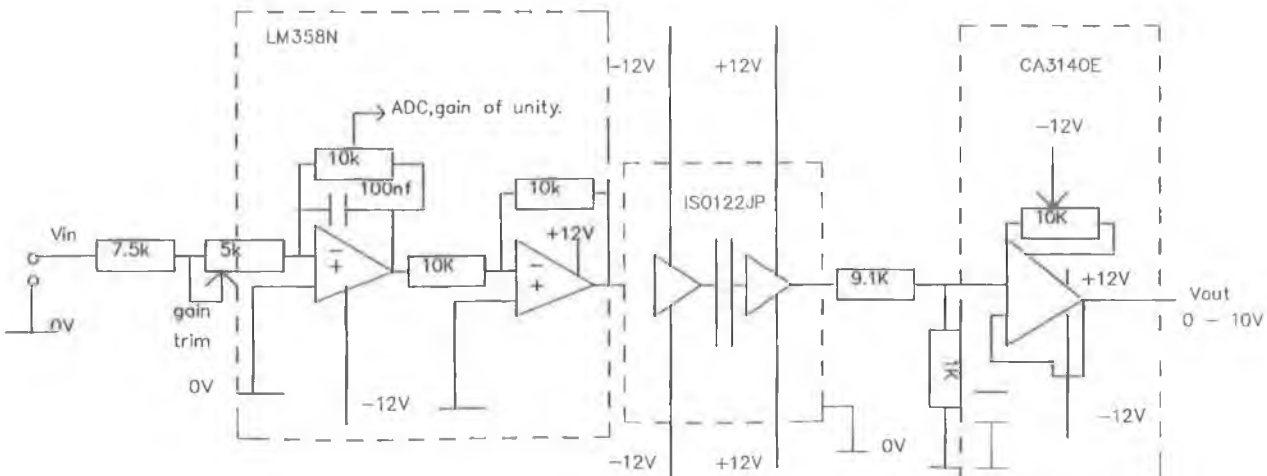 LM358N
-12V
+12V
CA3140E
ADC,gain of unity.
-12V
10k
100nf
10k
ISO122JP
10K
Vin
7.5k
5k
+12V
10K
9.1K
+12V
Vout
0 - 10V
gain
trim
0V
1K
0V
-12V
0V
-12V
-12V
+12V